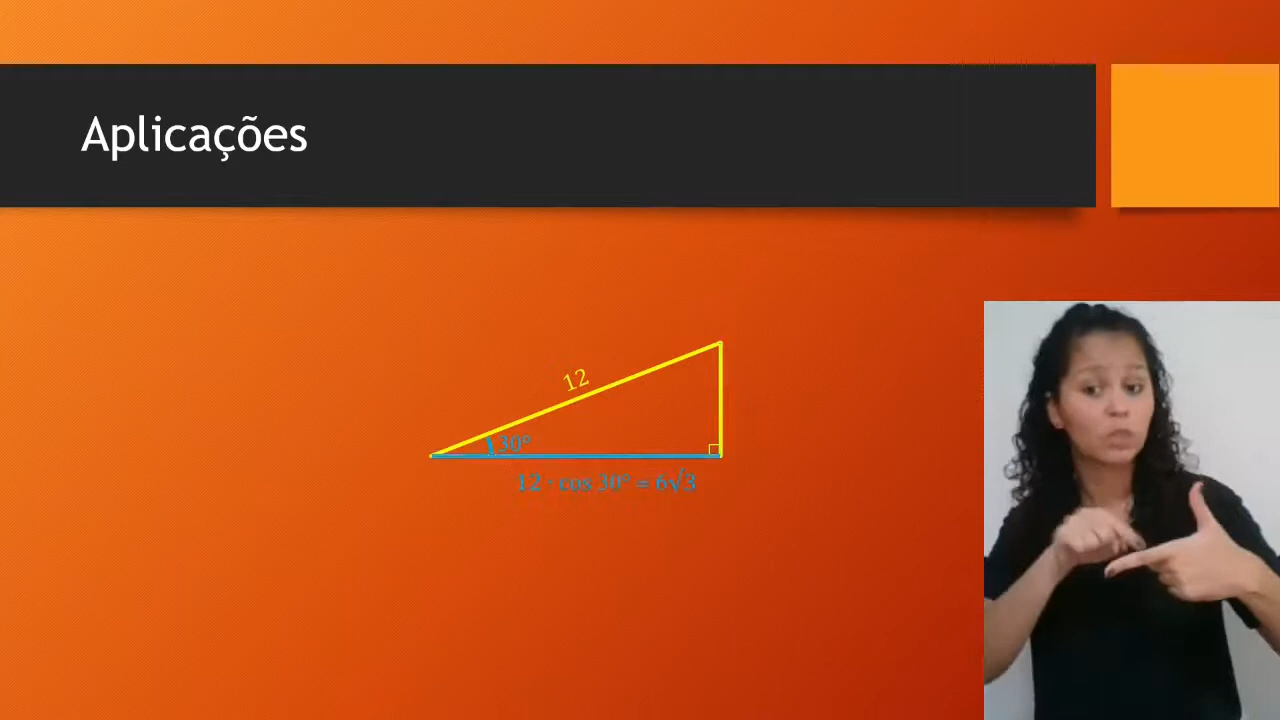 Aplicações
12
30°
12 · cos 30° = 6√3